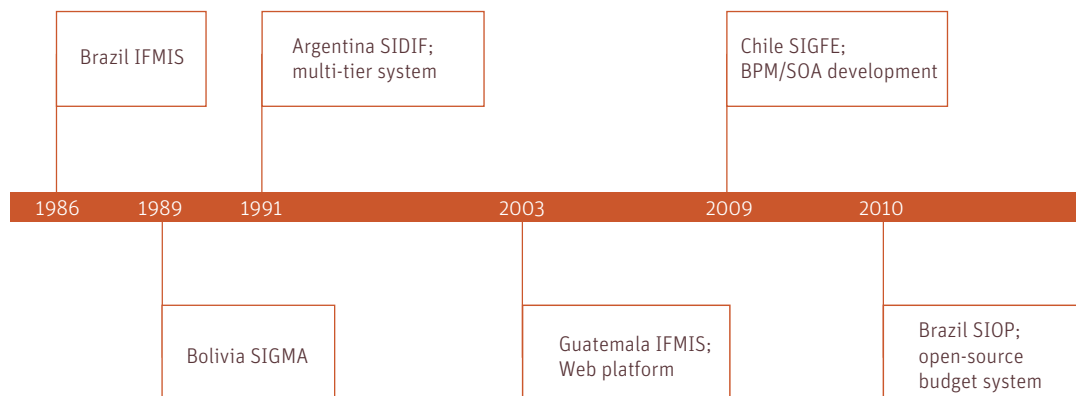 Brazil IFMIS
Argentina SIDIF;
multi-tier system
Chile SIGFE;
BPM/SOA development
1986
1989
1991
2003
2009
2010
Bolivia SIGMA
Guatemala IFMIS;
Web platform
Brazil SIOP;
open-source
budget system